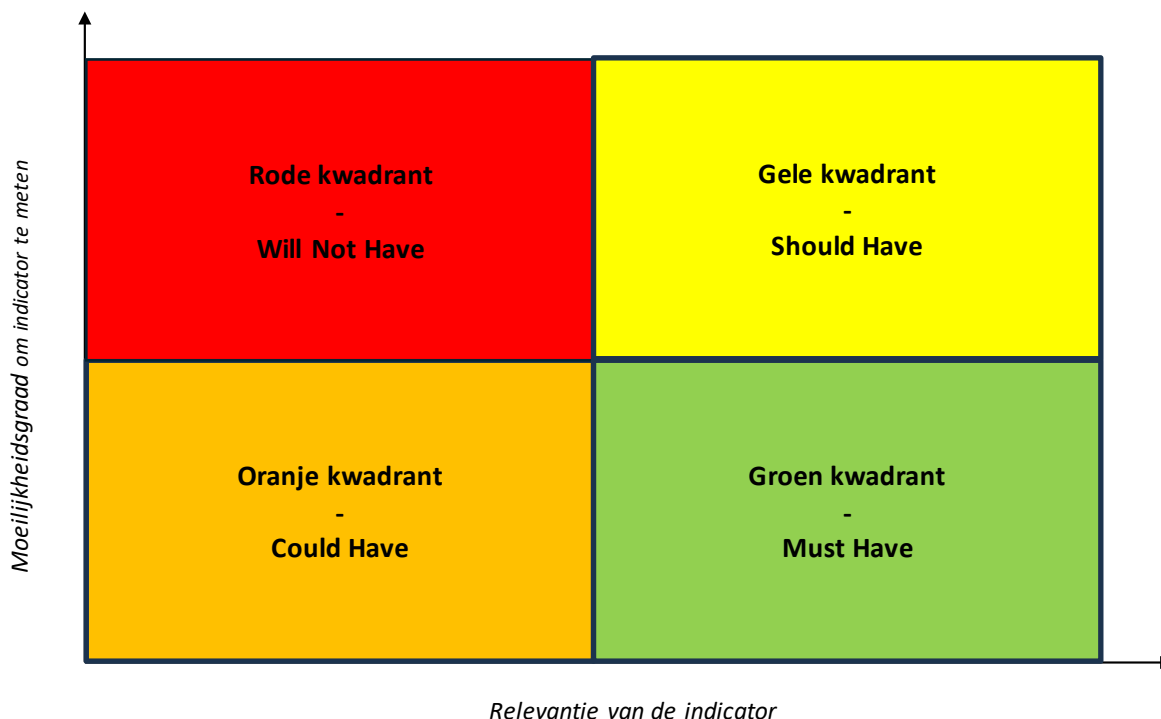 Moeilijkheidsgraad om indicator te meten
Rode kwadrant
-
Will Not Have
Gele kwadrant
-
Should Have
Oranje kwadrant
-
Could Have
Groen kwadrant
-
Must Have
Relevantie van de indicator